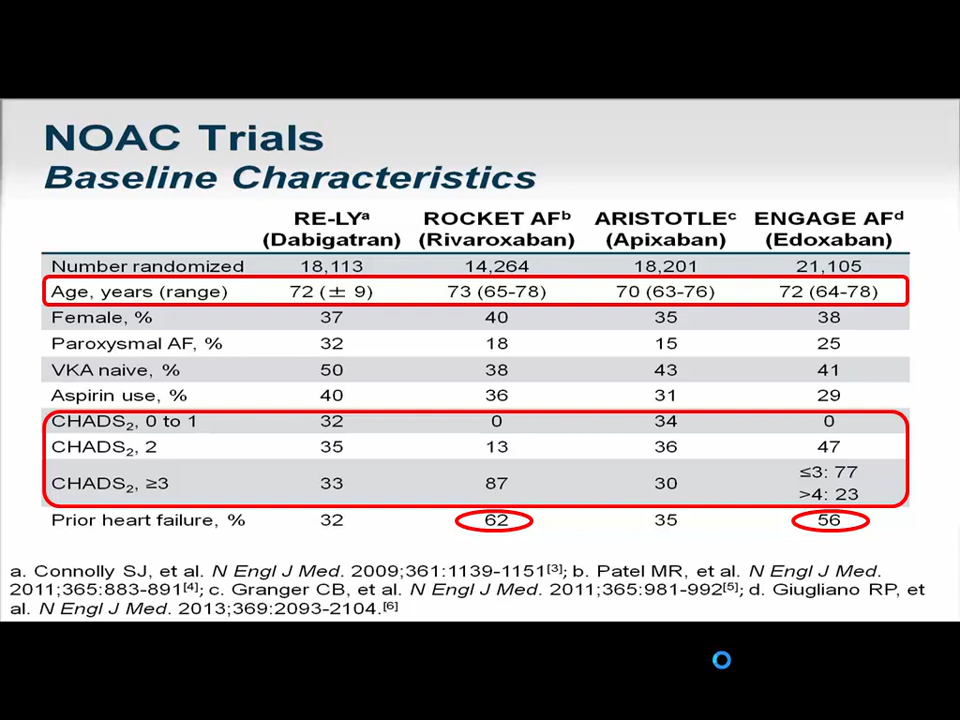 NOAC Trials
Baseline Characteristics
RE-LYᵃ ROCKET AFᵇ ARISTOTLEᶜ ENGAGE AFᵈ
(Dabigatran) (Rivaroxaban) (Apixaban) (Edoxaban)
Number randomized 18,113 14,264 18,201 21,105
Age, years (range) 72 (± 9) 73 (65-78) 70 (63-76) 72 (64-78)
Female, % 37 40 35 38
Paroxysmal AF, % 32 18 15 25
VKA naive, % 50 38 43 41
Aspirin use, % 40 36 31 29
CHADS₂, 0 to 1 32 0 34 0
CHADS₂, 2 35 13 36 47
CHADS₂, ≥3 33 87 30 ≤3: 77
>4: 23
Prior heart failure, % 32 62 35 56
a. Connolly SJ, et al. N Engl J Med. 2009;361:1139-1151[3]; b. Patel MR, et al. N Engl J Med.
2011;365:883-891[4]; c. Granger CB, et al. N Engl J Med. 2011;365:981-992[5]; d. Giugliano RP, et
al. N Engl J Med. 2013;369:2093-2104.[6]